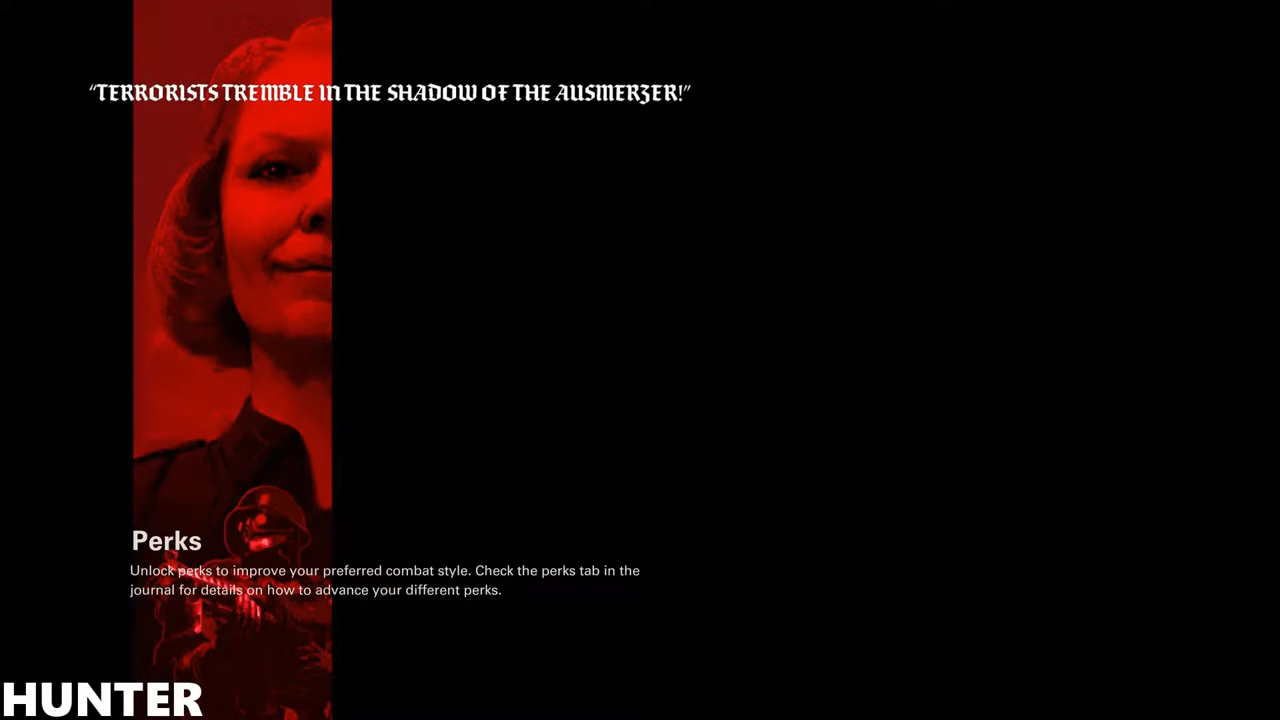 “TERRORISTS TREMBLE IN THE SHADOW OF THE AUSMERZER!”
Perks
Unlock perks to improve your preferred combat style. Check the perks tab in the
journal for details on how to advance your different perks.
HUNTER